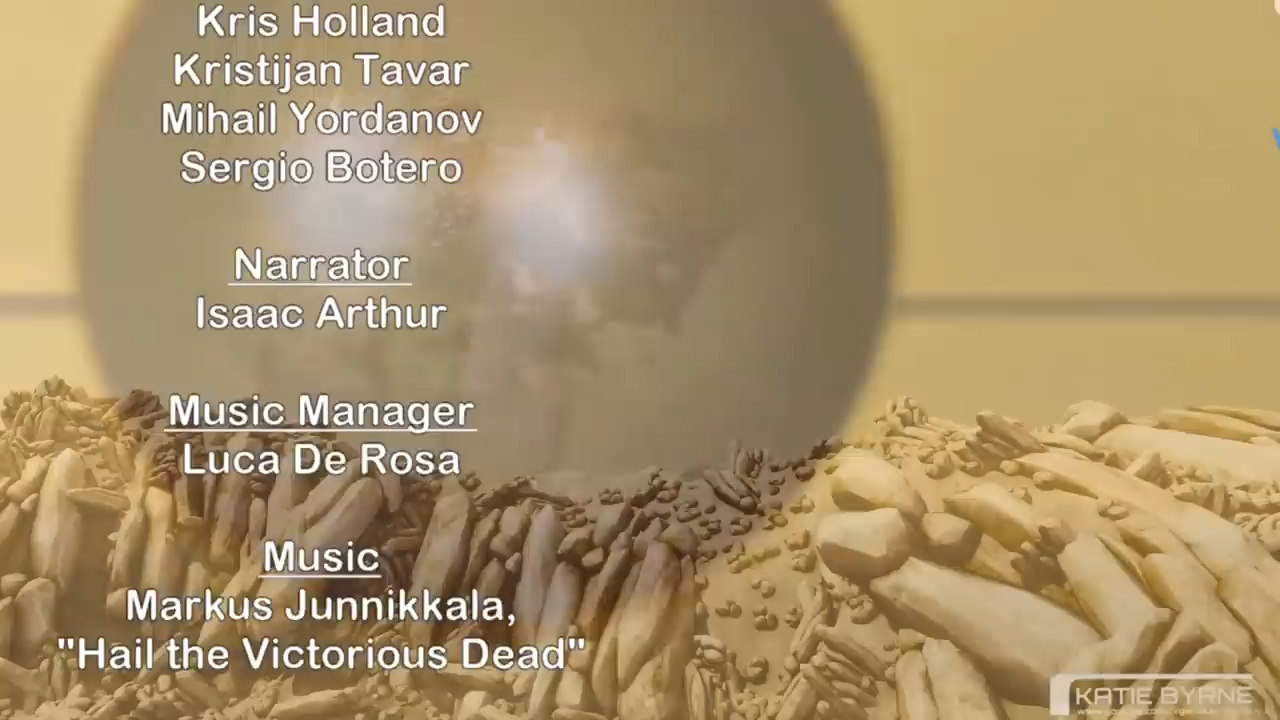 Kris Holland
Kristijan Tavar
Mihail Yordanov
Sergio Botero
Narrator
Isaac Arthur
Music Manager
Luca De Rosa
Music
Markus Junnikkala,
"Hail the Victorious Dead"
KATIE BYRNE